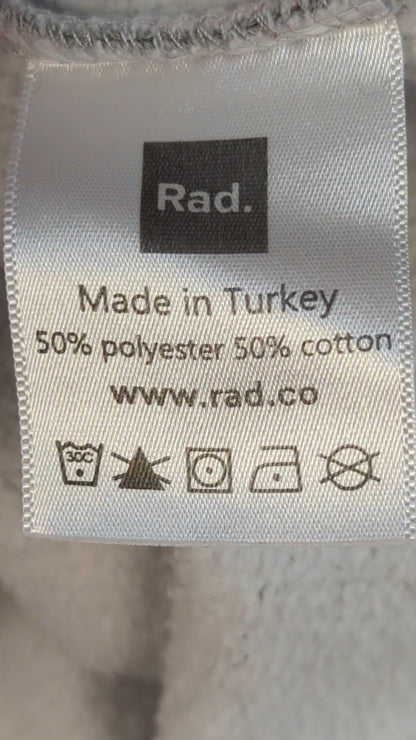 Rad.
Made in Turkey
50% polyester 50% cotton
www.rad.co
30C